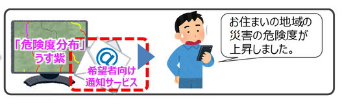 「危険度分布」
うす紫
希望者向け
通知サービス
お住まいの地域の
災害の危険度が
上昇しました。